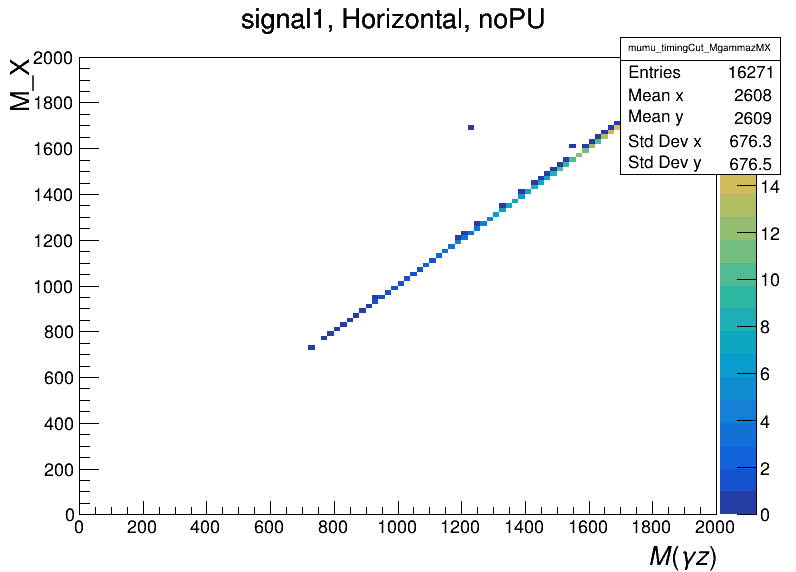 signal1, Horizontal, noPU
mumu_timingCut_MgammazMX
Entries 16271
Mean x 2608
Mean y 2609
Std Dev x 676.3
Std Dev y 676.5
M_X
2000
1800
1600
1400
1200
1000
800
600
400
200
0
0 200 400 600 800 1000 1200 1400 1600 1800 2000
M(γz)
14
12
10
8
6
4
2
0